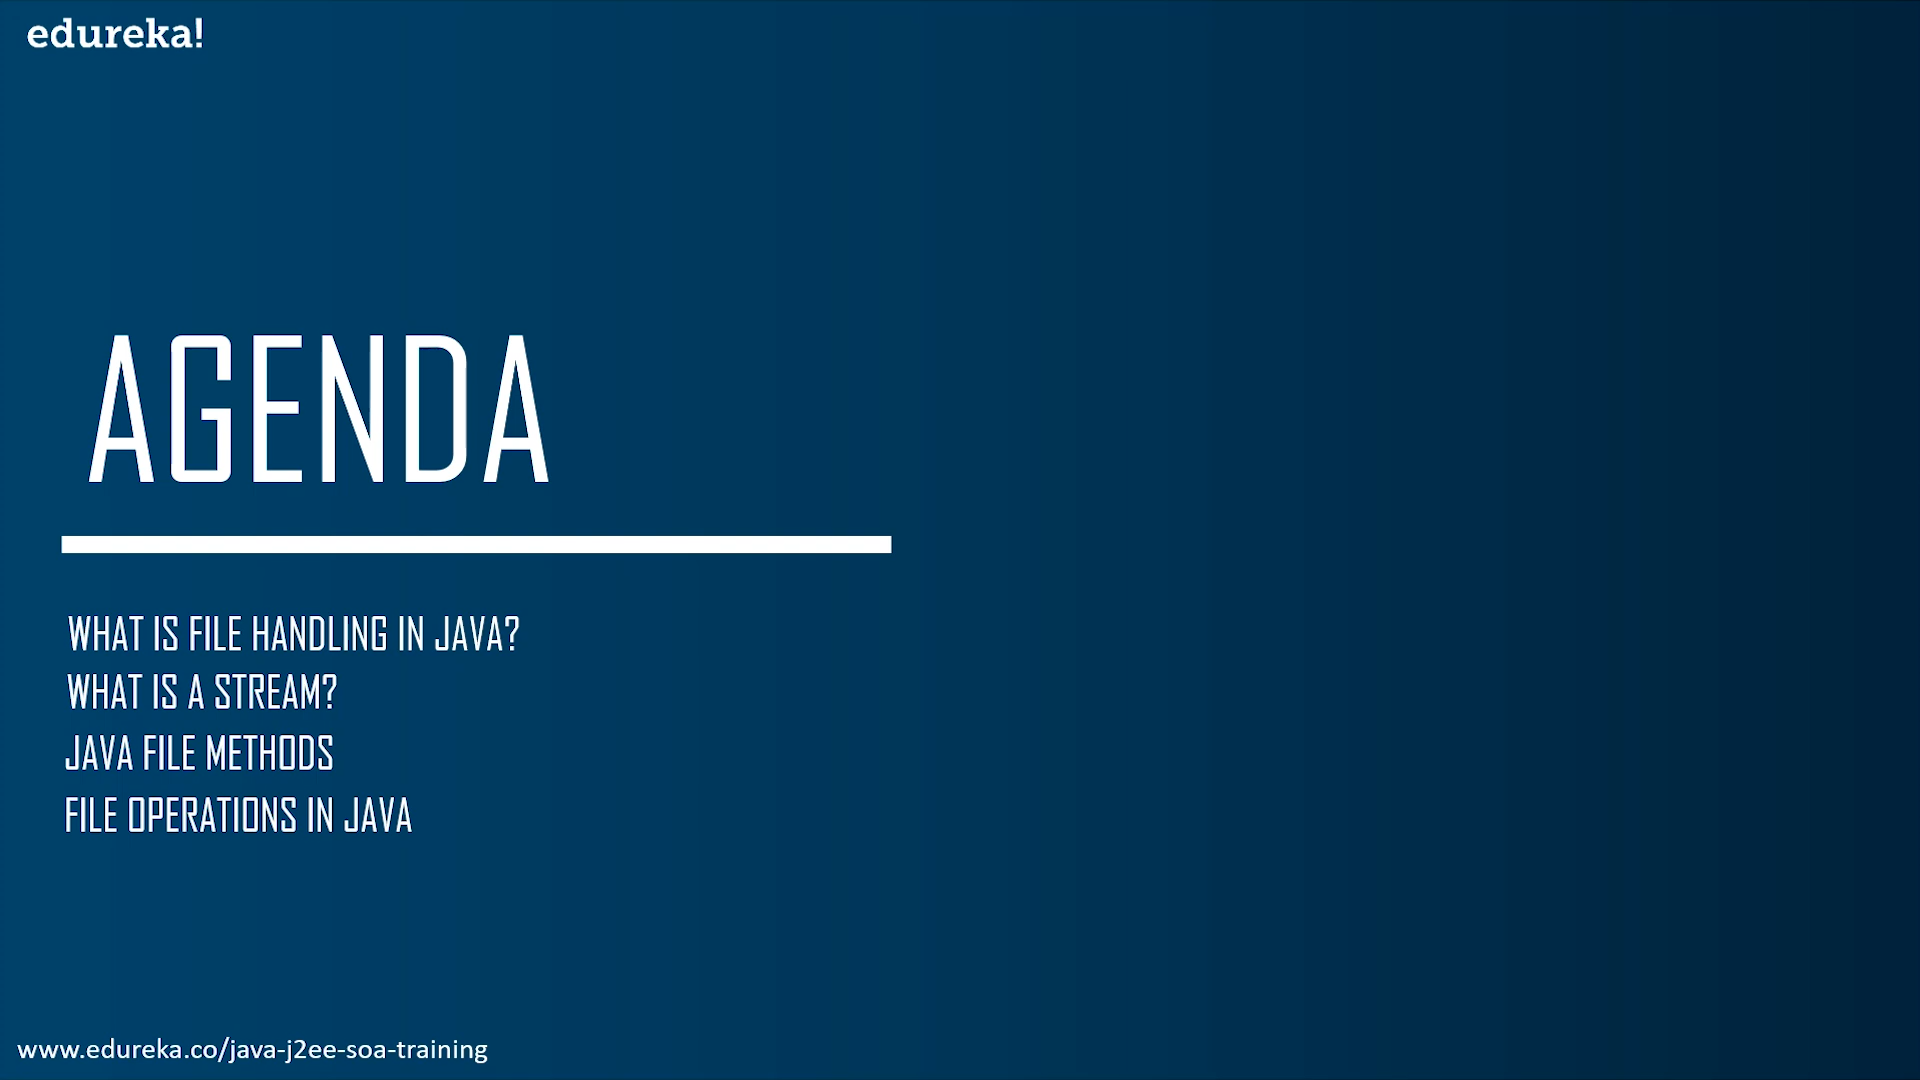 edureka!
AGENDA
WHAT IS FILE HANDLING IN JAVA?
WHAT IS A STREAM?
JAVA FILE METHODS
FILE OPERATIONS IN JAVA
www.edureka.co/java-j2ee-soa-training